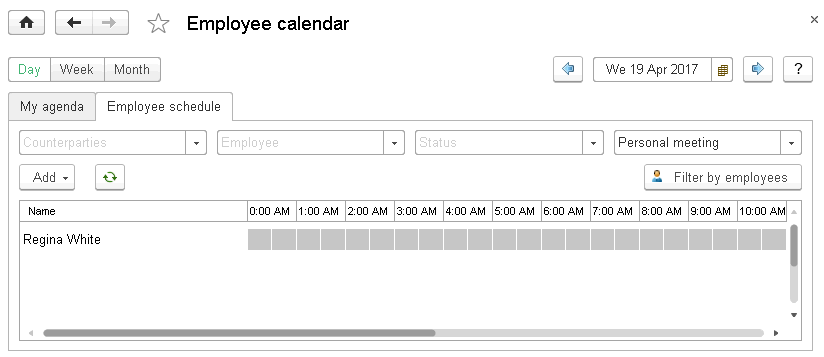 Employee calendar
Day Week Month We 19 Apr 2017 ?
My agenda Employee schedule
Counterparties Employee Status Personal meeting
Add Filter by employees
Name 0:00 AM 1:00 AM 2:00 AM 3:00 AM 4:00 AM 5:00 AM 6:00 AM 7:00 AM 8:00 AM 9:00 AM 10:00 AM
Regina White